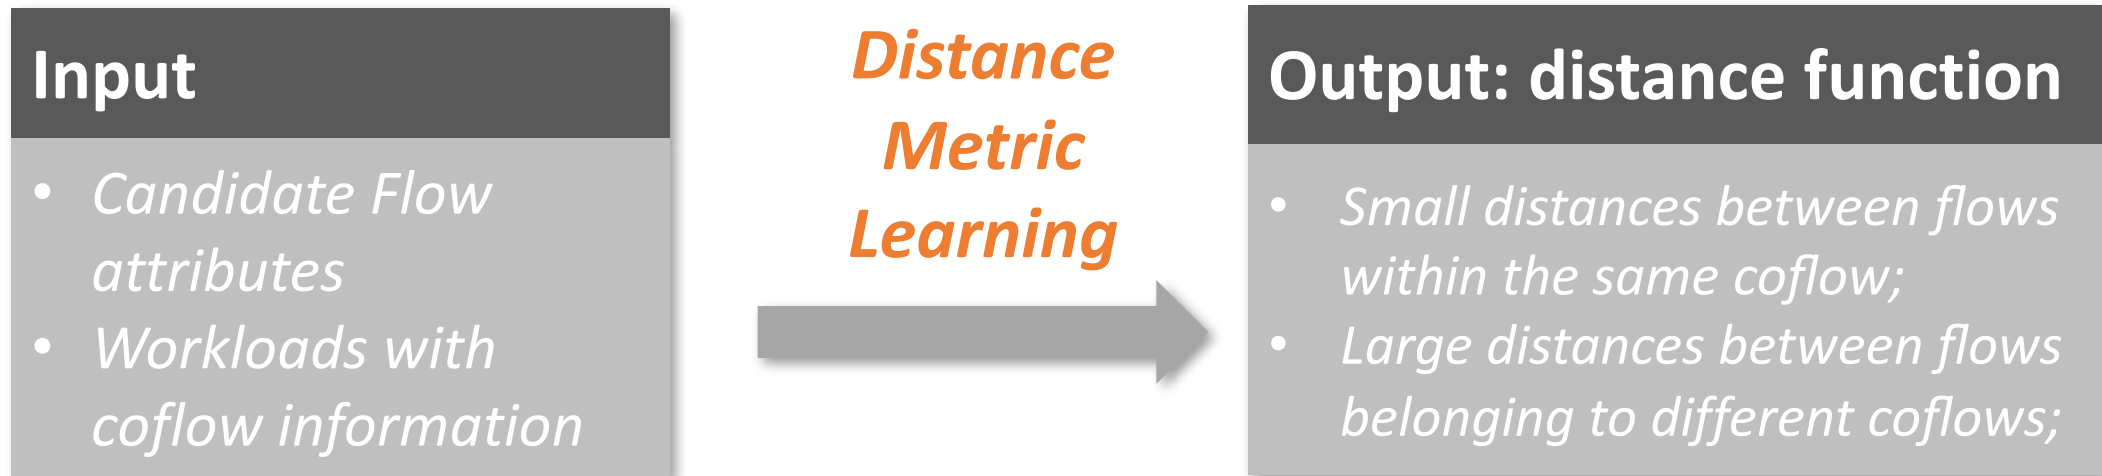 Input
• Candidate Flow
attributes
• Workloads with
coflow information
Distance
Metric
Learning
Output: distance function
• Small distances between flows
within the same coflow;
• Large distances between flows
belonging to different coflows;